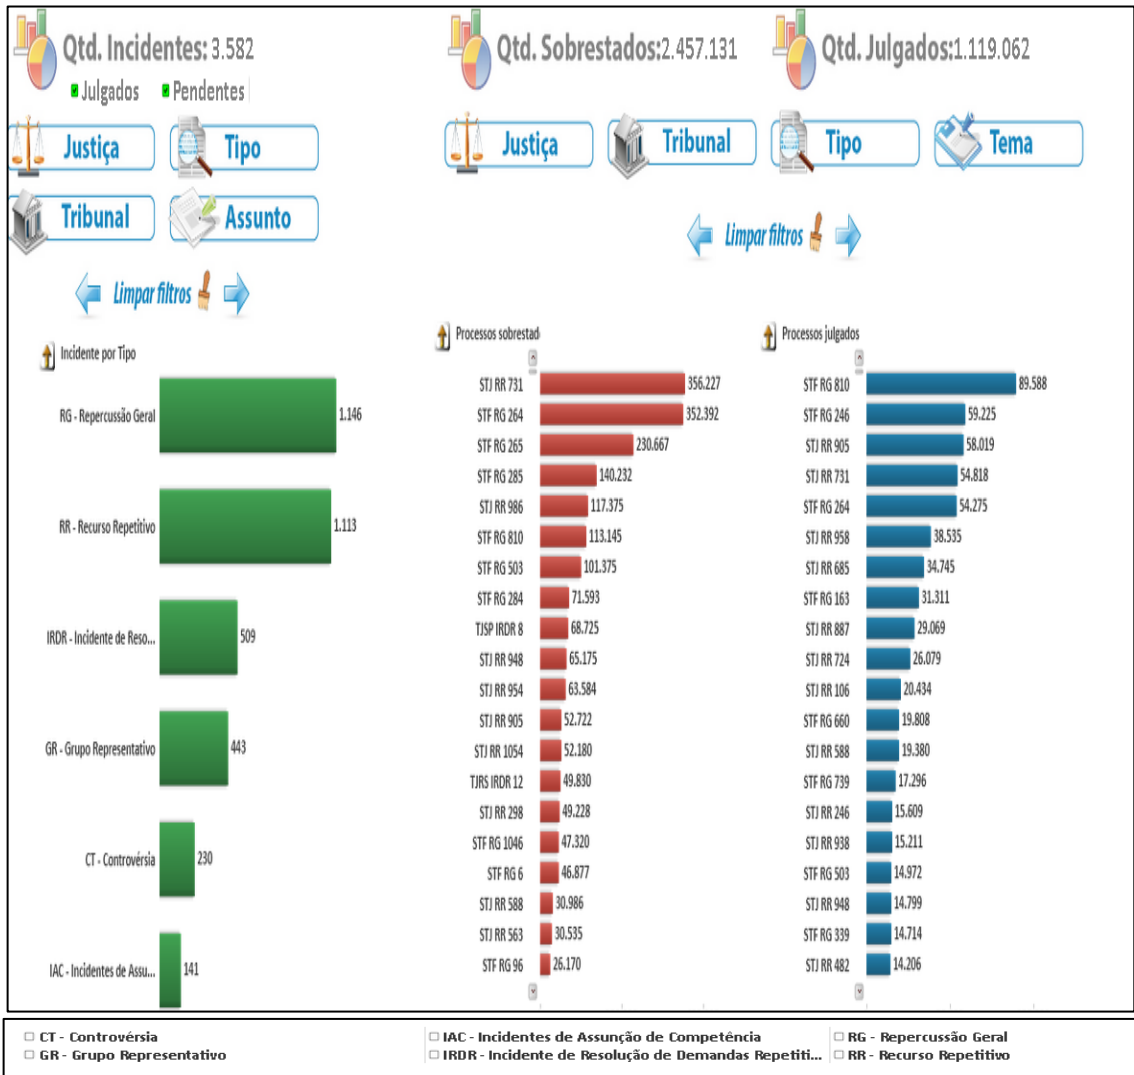 Qtd. Incidentes: 3.582
Julgados Pendentes
Justiça Tipo
Tribunal Assunto
Limpar filtros
Incidente por Tipo
RG - Repercussão Geral 1.146
RR - Recurso Repetitivo 1.113
IRDR - Incidente de Reso... 509
GR - Grupo Representativo 443
CT - Controvérsia 230
IAC - Incidentes de Assu... 141
Qtd. Sobrestados:2.457.131
Qtd. Julgados:1.119.062
Justiça Tribunal Tipo Tema
Limpar filtros
Processos sobrestad
STJ RR 731 356.227
STF RG 264 352.392
STF RG 265 230.667
STF RG 285 140.232
STJ RR 986 117.375
STF RG 810 113.145
STF RG 503 101.375
STF RG 284 71.593
TJSP IRDR 8 68.725
STJ RR 948 65.175
STJ RR 954 63.584
STJ RR 905 52.722
STJ RR 1054 52.180
TJRS IRDR 12 49.830
STJ RR 298 49.228
STF RG 1046 47.320
STF RG 6 46.877
STJ RR 588 30.986
STJ RR 563 30.535
STF RG 96 26.170
Processos julgados
STF RG 810 89.588
STF RG 246 59.225
STJ RR 905 58.019
STJ RR 731 54.818
STF RG 264 54.275
STJ RR 958 38.535
STJ RR 685 34.745
STF RG 163 31.311
STJ RR 887 29.069
STJ RR 724 26.079
STJ RR 106 20.434
STF RG 660 19.808
STJ RR 588 19.380
STF RG 739 17.296
STJ RR 246 15.609
STJ RR 938 15.211
STF RG 503 14.972
STJ RR 948 14.799
STF RG 339 14.714
STJ RR 482 14.206
CT - Controvérsia IAC - Incidentes de Assunção de Competência RG - Repercussão Geral
GR - Grupo Representativo IRDR - Incidente de Resolução de Demandas Repetiti... RR - Recurso Repetitivo